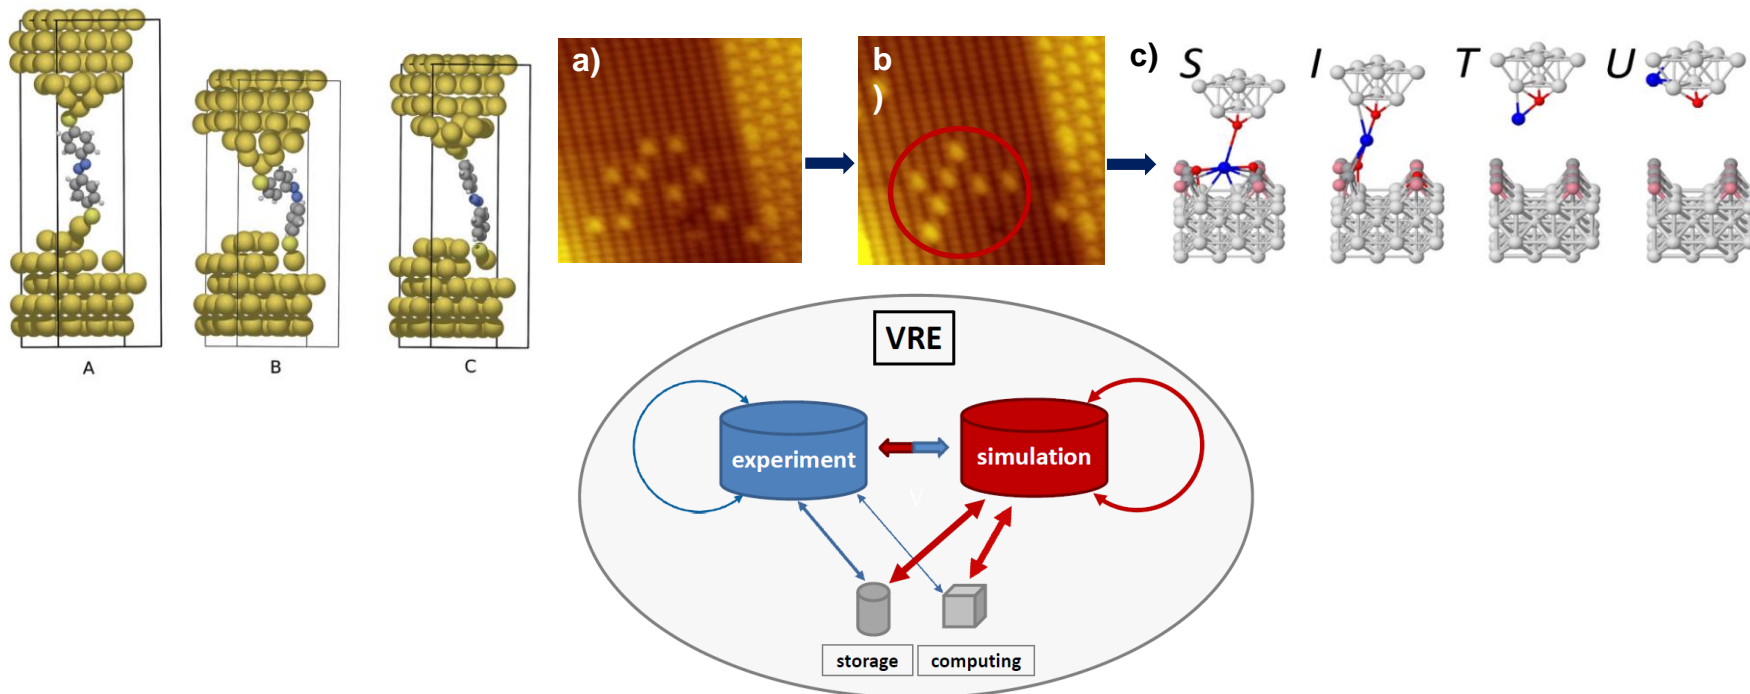 A
B
C
a)
b
)
c)
S
I
T
U
VRE
experiment
simulation
V
storage
computing